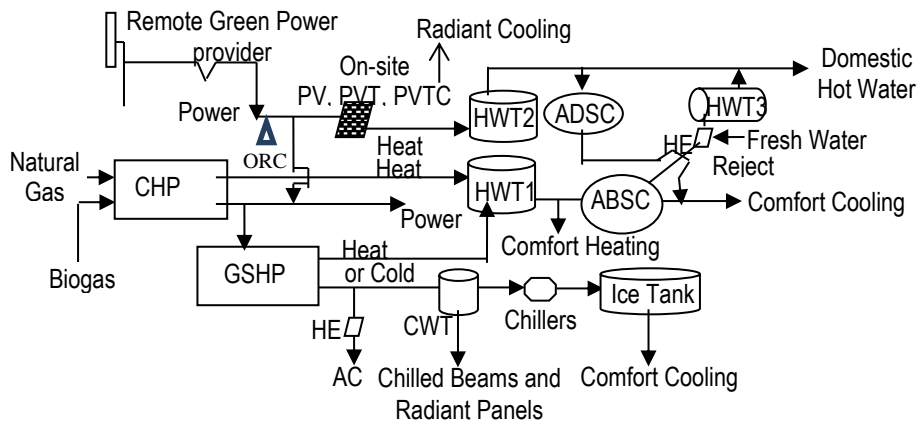 Remote Green Power
provider
Radiant Cooling
On-site
PV, PVT, PVTC
Domestic
Hot Water
Power
HWT2
ADSC
HWT3
ORC
HE
Fresh Water
Reject
Natural
Gas
Heat
Heat
CHP
HWT1
ABSC
Comfort Cooling
Power
Comfort Heating
Biogas
GSHP
Heat
or Cold
Ice Tank
HE
CWT
Chillers
AC
Chilled Beams and
Radiant Panels
Comfort Cooling